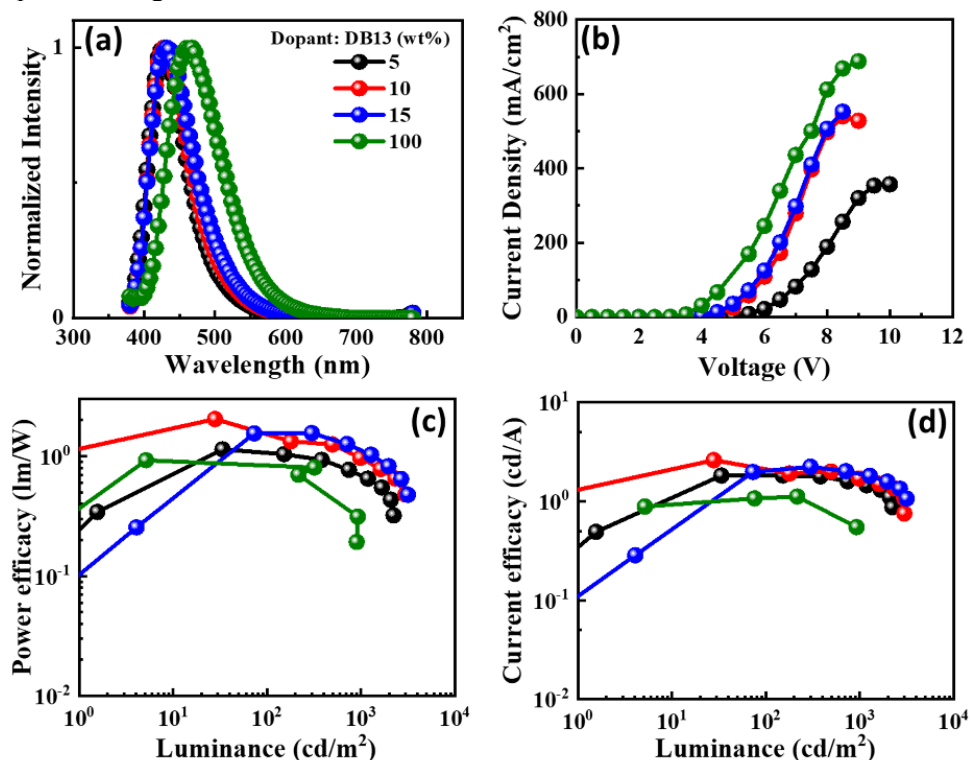 (a)
Dopant: DB13 (wt%)
5
10
15
100
Normalized Intensity
1
0
300 400 500 600 700 800
Wavelength (nm)
(b)
Current Density (mA/cm²)
800
600
400
200
0
0 2 4 6 8 10 12
Voltage (V)
(c)
Power efficacy (lm/W)
10⁰
10⁻¹
10⁻²
10⁰ 10¹ 10² 10³ 10⁴
Luminance (cd/m²)
(d)
Current efficacy (cd/A)
10¹
10⁰
10⁻¹
10⁻²
10⁰ 10¹ 10² 10³ 10⁴
Luminance (cd/m²)